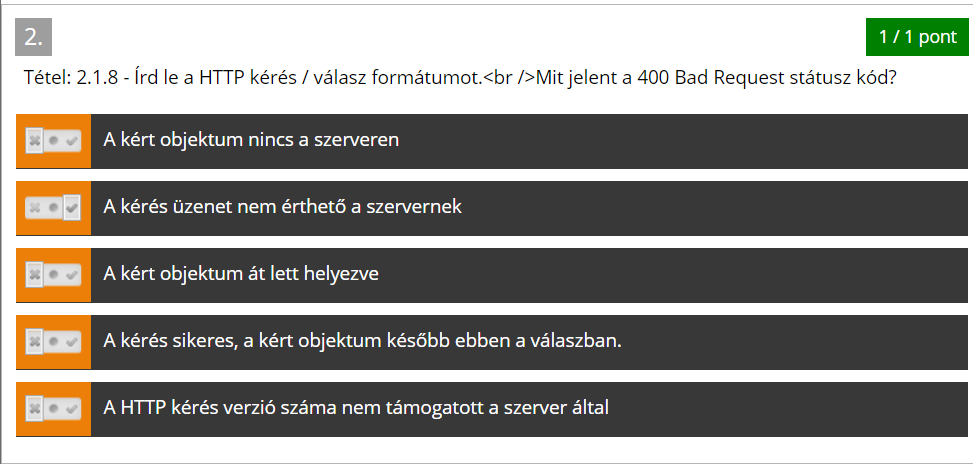 2.
1 / 1 pont
Tétel: 2.1.8 - Írd le a HTTP kérés / válasz formátumot.<br />Mit jelent a 400 Bad Request státusz kód?
A kért objektum nincs a szerveren
A kérés üzenet nem érthető a szervernek
A kért objektum át lett helyezve
A kérés sikeres, a kért objektum később ebben a válaszban.
A HTTP kérés verzió száma nem támogatott a szerver által